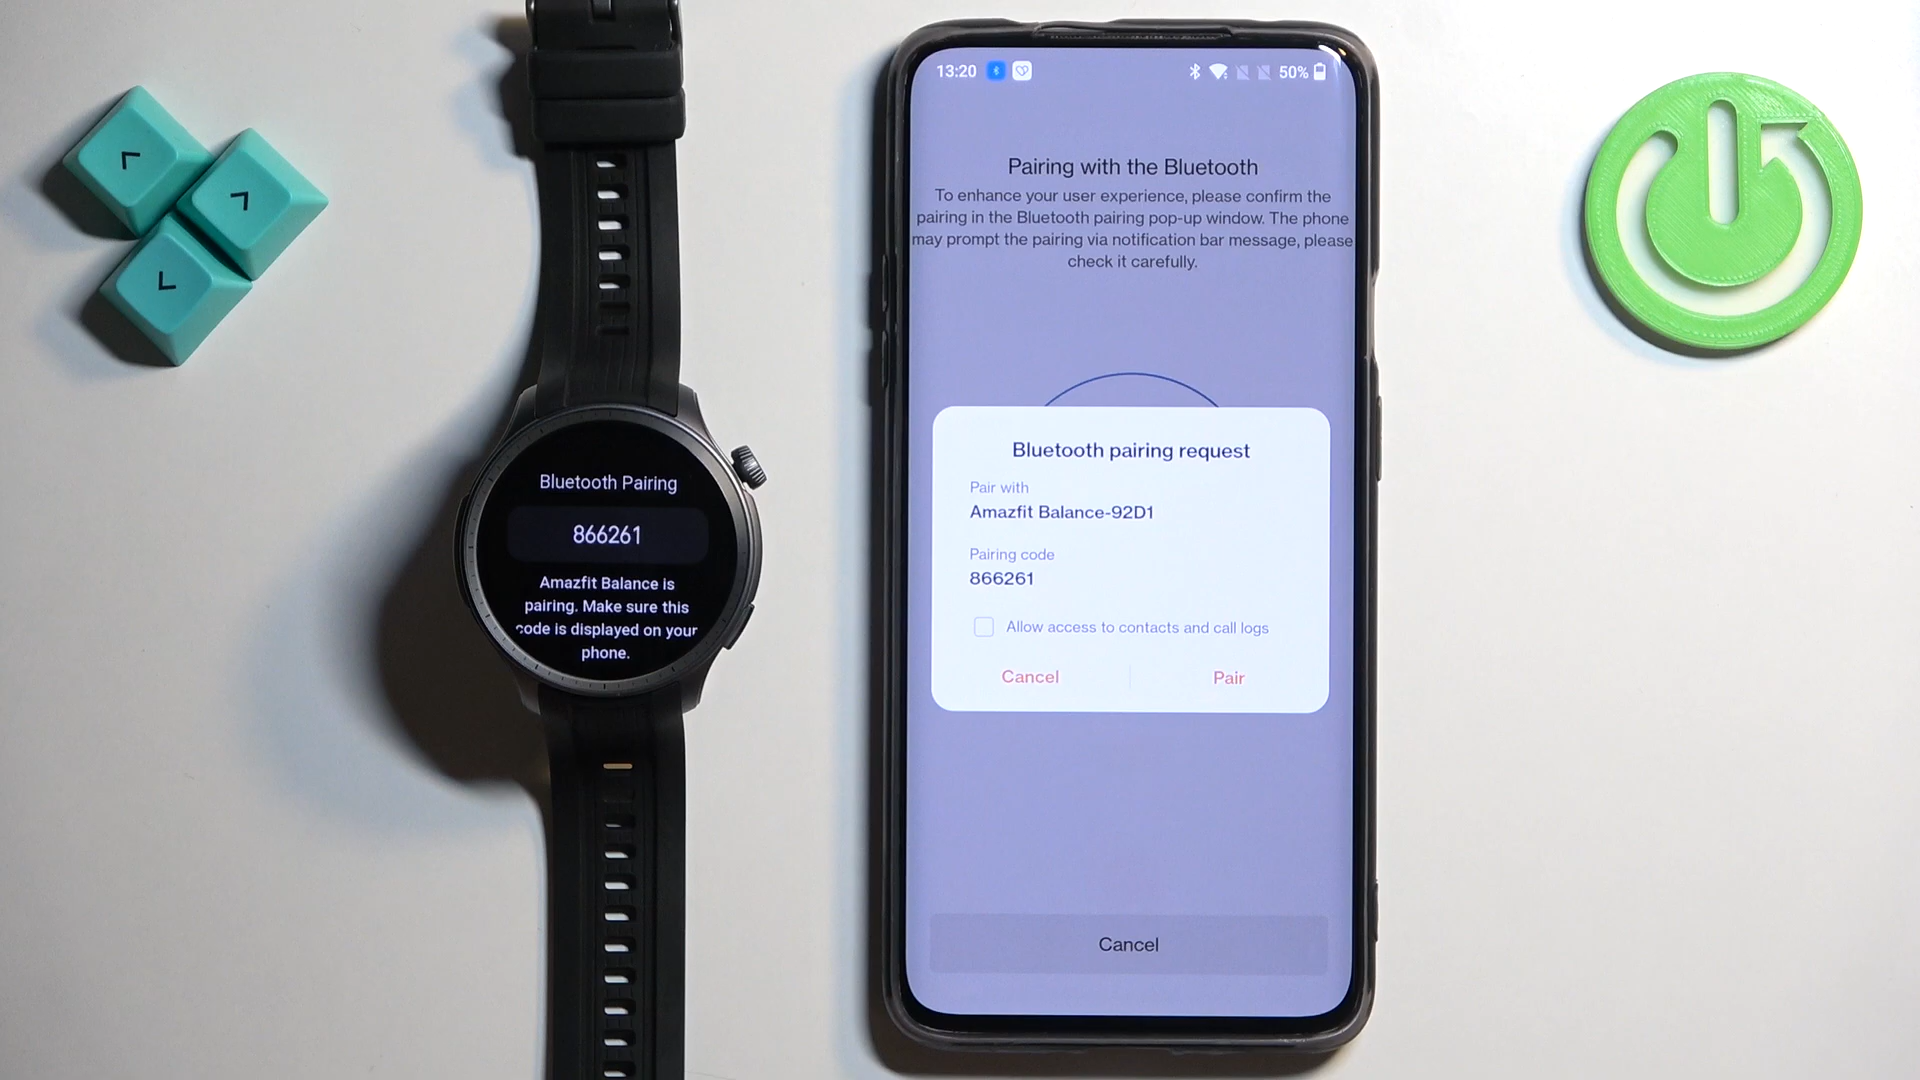 Bluetooth Pairing
866261
Amazfit Balance is
pairing. Make sure this
code is displayed on your
phone.
13:20
50%
Pairing with the Bluetooth
To enhance your user experience, please confirm the
pairing in the Bluetooth pairing pop-up window. The phone
may prompt the pairing via notification bar message, please
check it carefully.
Bluetooth pairing request
Pair with
Amazfit Balance-92D1
Pairing code
866261
Allow access to contacts and call logs
Cancel
Pair
Cancel